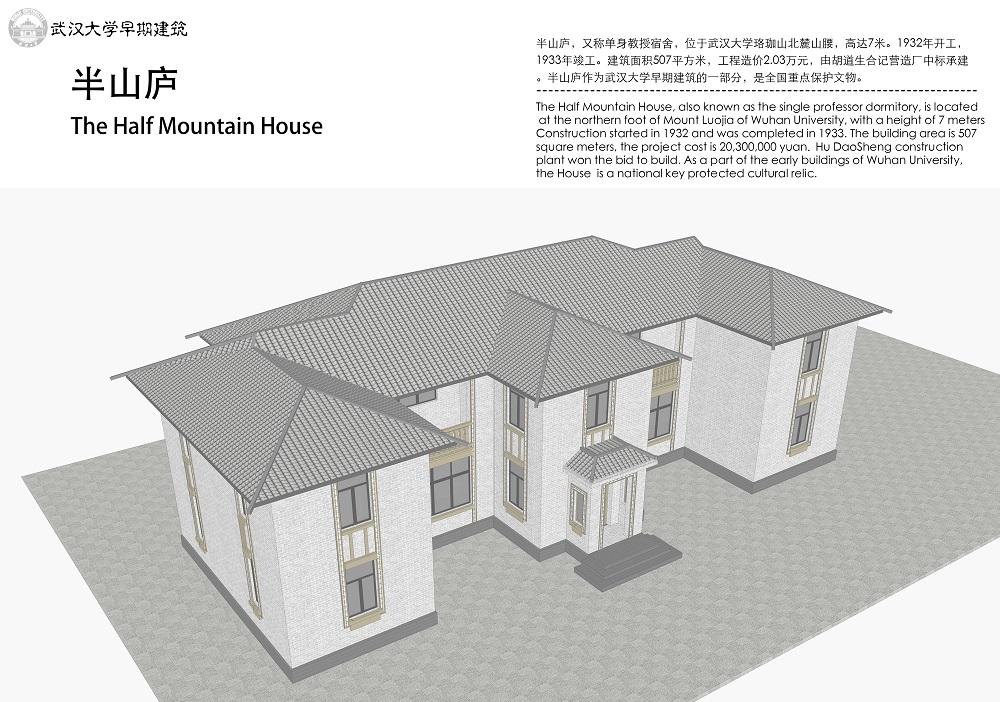 武汉大学早期建筑
半山庐
The Half Mountain House
半山庐，又称单身教授宿舍，位于武汉大学珞珈山北麓山腰，高达7米。1932年开工，
1933年竣工。建筑面积507平方米，工程造价2.03万元，由胡道生合记营造厂中标承建
。半山庐作为武汉大学早期建筑的一部分，是全国重点保护文物。
The Half Mountain House, also known as the single professor dormitory, is located
at the northern foot of Mount Luojia of Wuhan University, with a height of 7 meters
Construction started in 1932 and was completed in 1933. The building area is 507
square meters, the project cost is 20,300,000 yuan. Hu DaoSheng construction
plant won the bid to build. As a part of the early buildings of Wuhan University,
the House is a national key protected cultural relic.